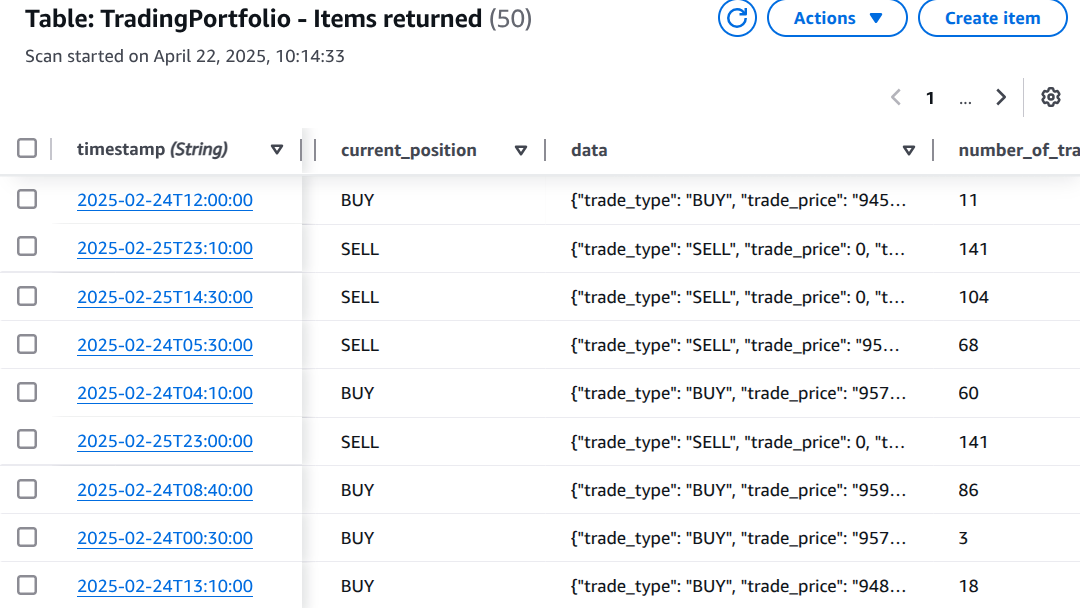 Table: TradingPortfolio - Items returned (50)
Actions
Create item
Scan started on April 22, 2025, 10:14:33
1 ...
timestamp (String) current_position data number_of_tra
2025-02-24T12:00:00 BUY {"trade_type": "BUY", "trade_price": "945... 11
2025-02-25T23:10:00 SELL {"trade_type": "SELL", "trade_price": 0, "t... 141
2025-02-25T14:30:00 SELL {"trade_type": "SELL", "trade_price": 0, "t... 104
2025-02-24T05:30:00 SELL {"trade_type": "SELL", "trade_price": "95... 68
2025-02-24T04:10:00 BUY {"trade_type": "BUY", "trade_price": "957... 60
2025-02-25T23:00:00 SELL {"trade_type": "SELL", "trade_price": 0, "t... 141
2025-02-24T08:40:00 BUY {"trade_type": "BUY", "trade_price": "959... 86
2025-02-24T00:30:00 BUY {"trade_type": "BUY", "trade_price": "957... 3
2025-02-24T13:10:00 BUY {"trade_type": "BUY", "trade_price": "948... 18